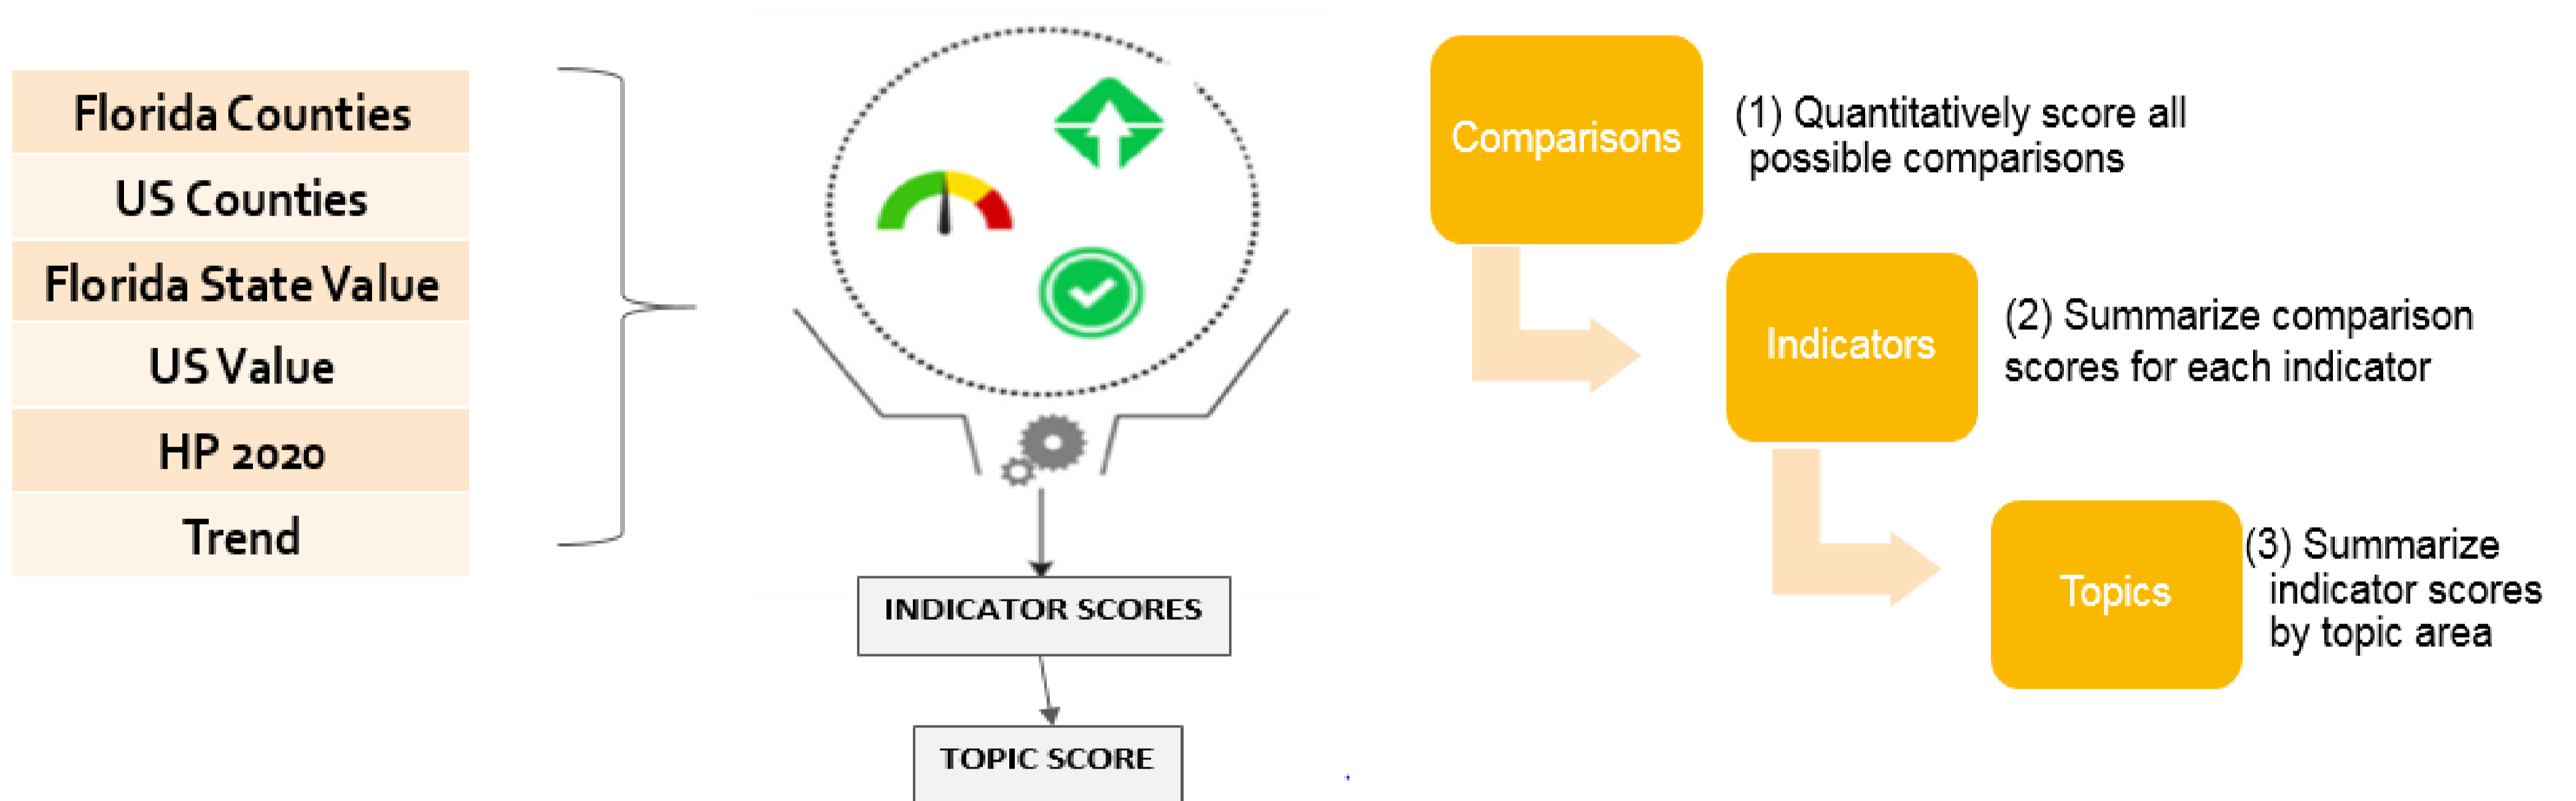 Florida Counties
US Counties
Florida State Value
US Value
HP 2020
Trend
INDICATOR SCORES
TOPIC SCORE
Comparisons
(1) Quantitatively score all
possible comparisons
Indicators
(2) Summarize comparison
scores for each indicator
Topics
(3) Summarize
indicator scores
by topic area